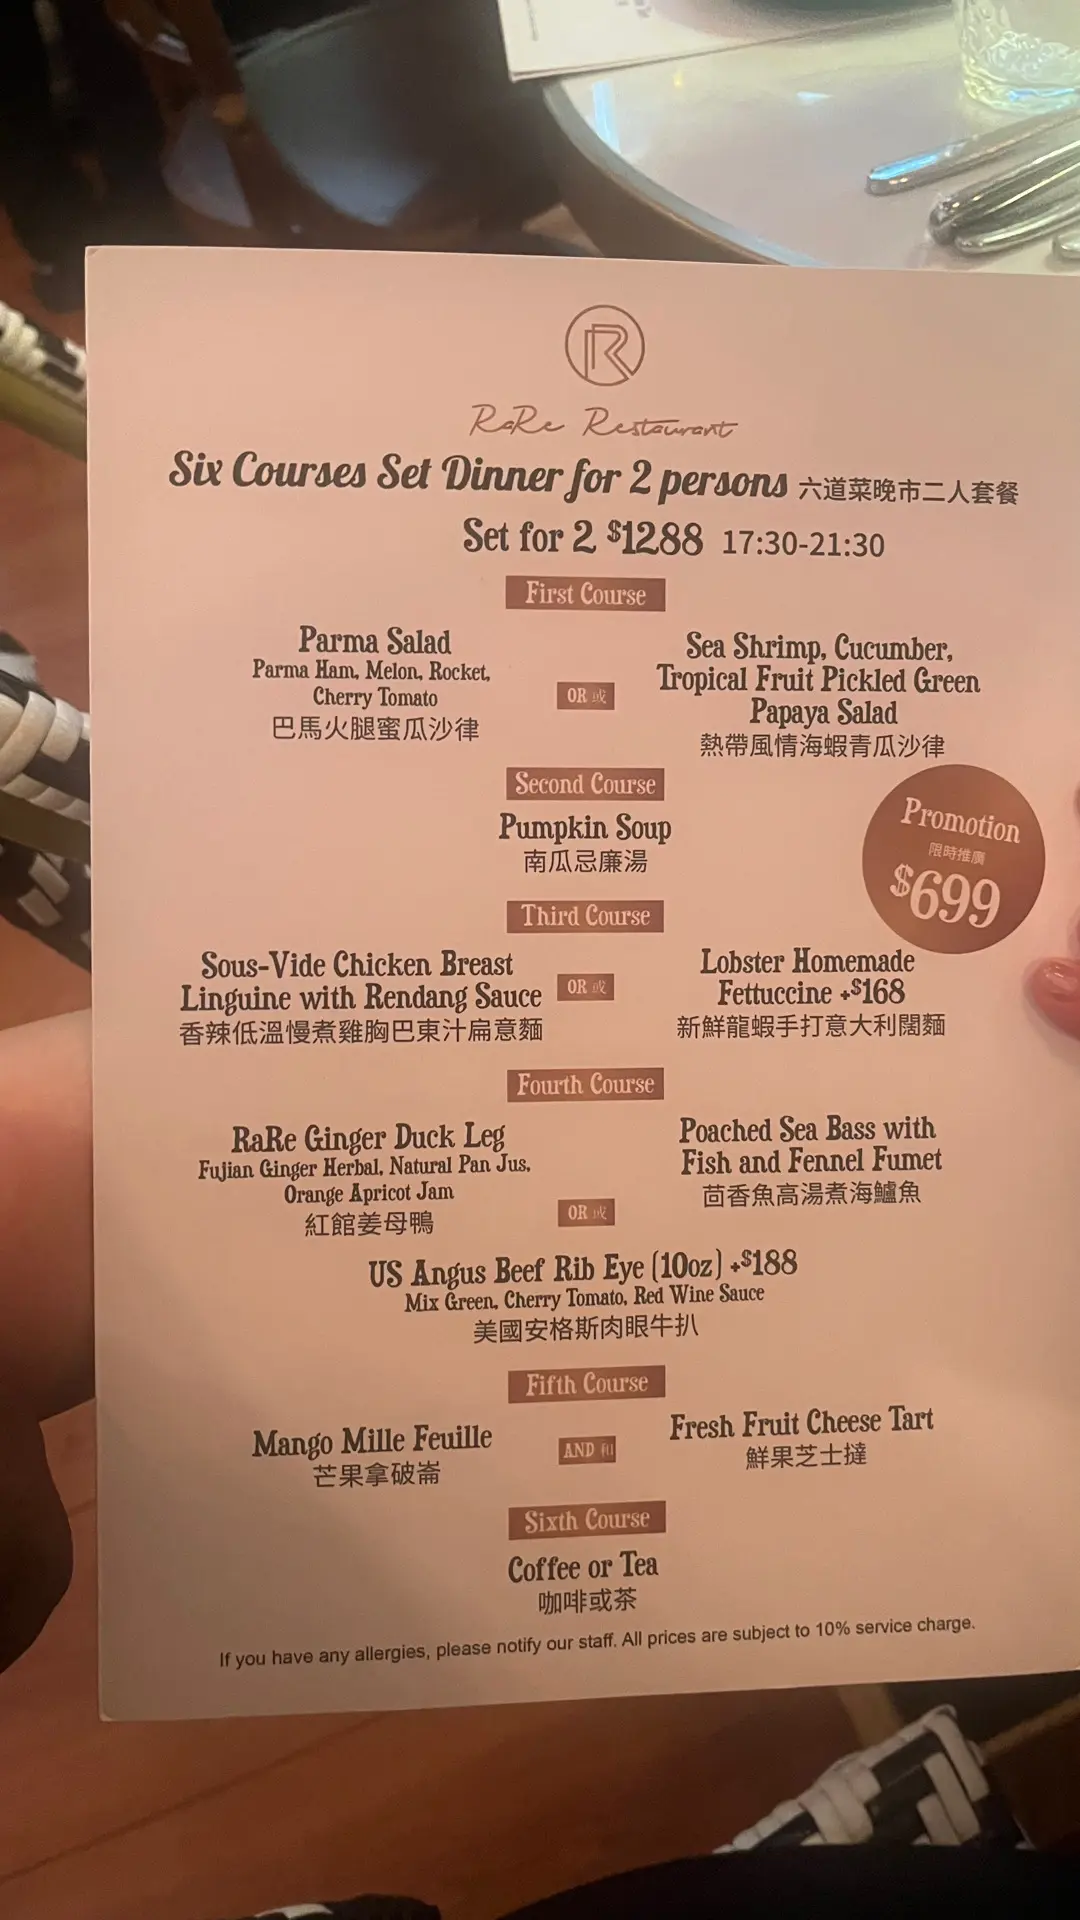 R
RaRe Restaurant
Six Courses Set Dinner for 2 persons 六道菜晚市二人套餐
Set for 2 $1288 17:30-21:30
First Course
Parma Salad
Parma Ham, Melon, Rocket,
Cherry Tomato
巴馬火腿蜜瓜沙律
OR 或
Sea Shrimp, Cucumber,
Tropical Fruit Pickled Green
Papaya Salad
熱帶風情海蝦青瓜沙律
Second Course
Pumpkin Soup
南瓜忌廉湯
Promotion
限時推廣
$699
Third Course
Sous-Vide Chicken Breast
Linguine with Rendang Sauce
香辣低溫慢煮雞胸巴東汁扁意麵
OR 或
Lobster Homemade
Fettuccine +$168
新鮮龍蝦手打意大利闊麵
Fourth Course
RaRe Ginger Duck Leg
Fujian Ginger Herbal, Natural Pan Jus,
Orange Apricot Jam
紅館姜母鴨
OR 或
Poached Sea Bass with
Fish and Fennel Fumet
茴香魚高湯煮海鱸魚
US Angus Beef Rib Eye (10oz) +$188
Mix Green, Cherry Tomato, Red Wine Sauce
美國安格斯肉眼牛扒
Fifth Course
Mango Mille Feuille
芒果拿破崙
AND 和
Fresh Fruit Cheese Tart
鮮果芝士撻
Sixth Course
Coffee or Tea
咖啡或茶
If you have any allergies, please notify our staff. All prices are subject to 10% service charge.